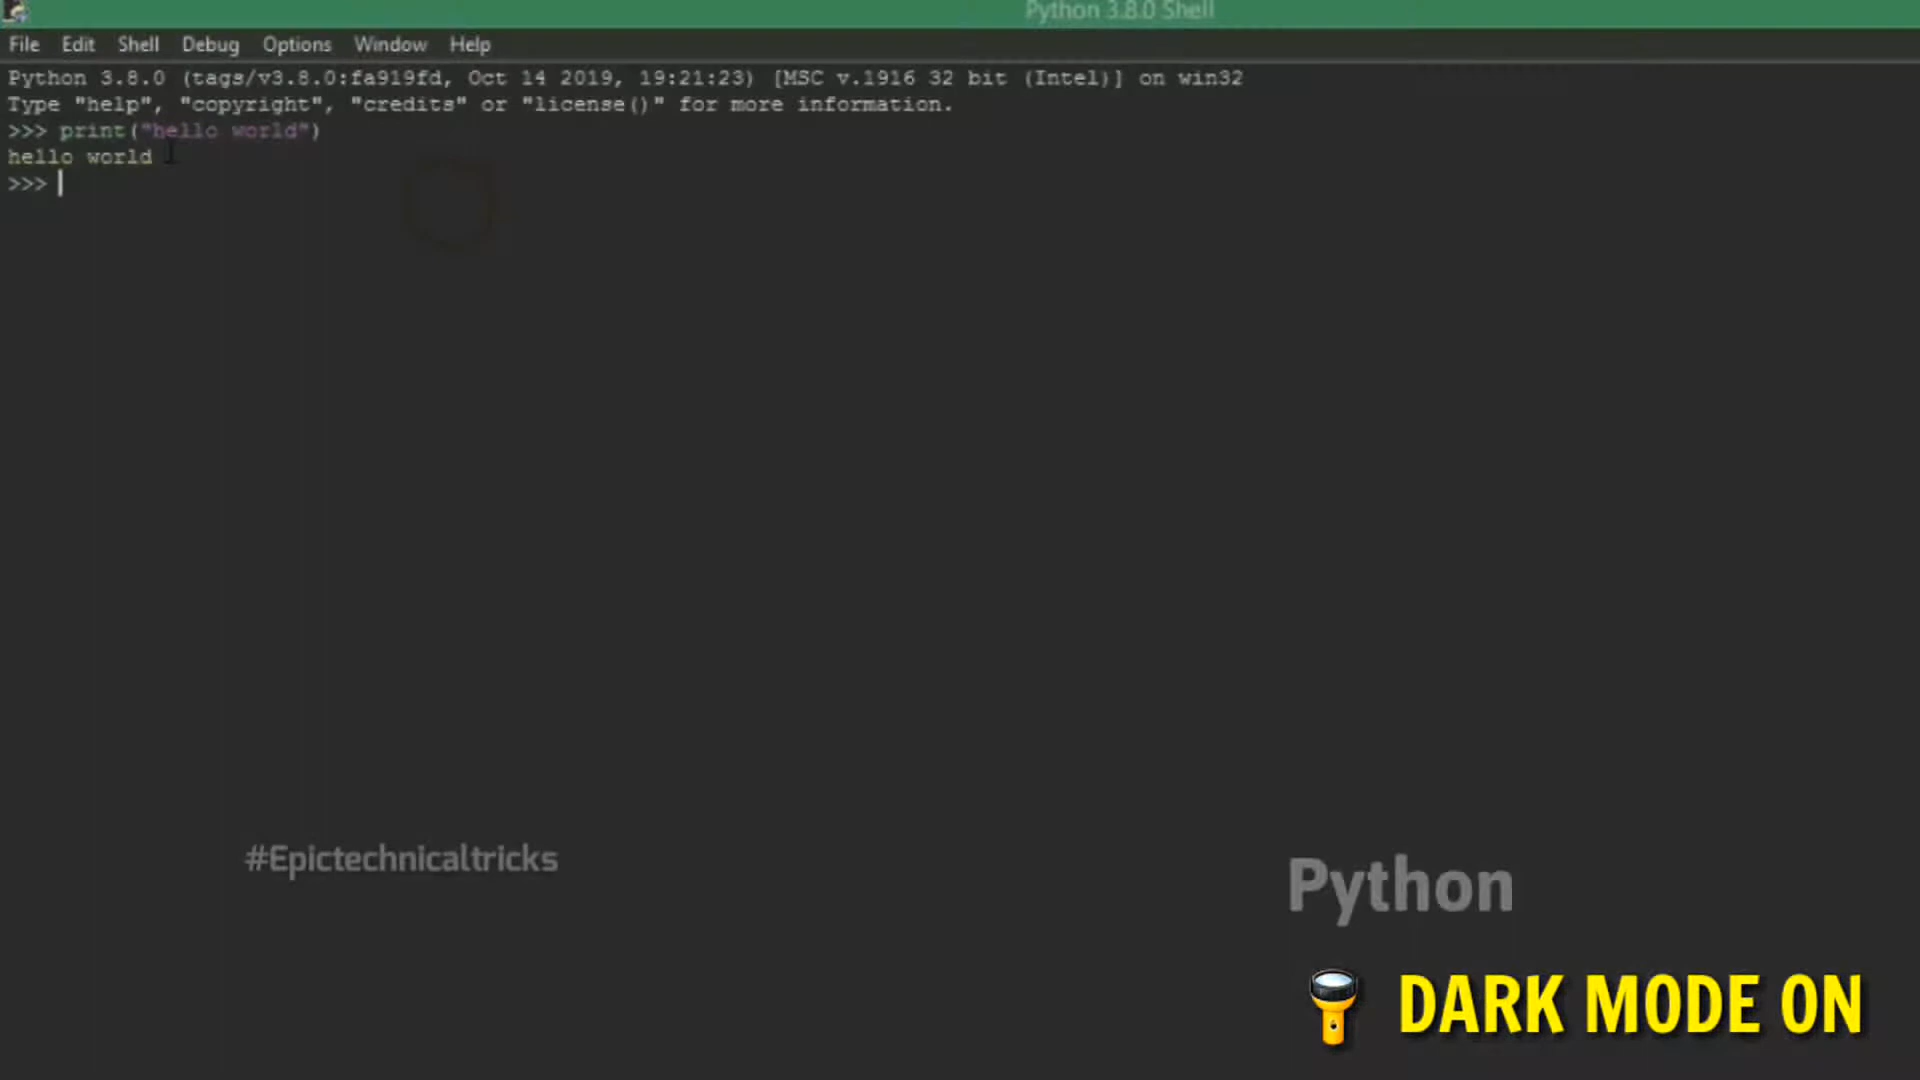 Python 3.8.0 Shell
File Edit Shell Debug Options Window Help
Python 3.8.0 (tags/v3.8.0:fa919fd, Oct 14 2019, 19:21:23) [MSC v.1916 32 bit (Intel)] on win32
Type "help", "copyright", "credits" or "license()" for more information.
>>> print("hello world")
hello world
>>>
#Epictechnicaltricks
Python
DARK MODE ON